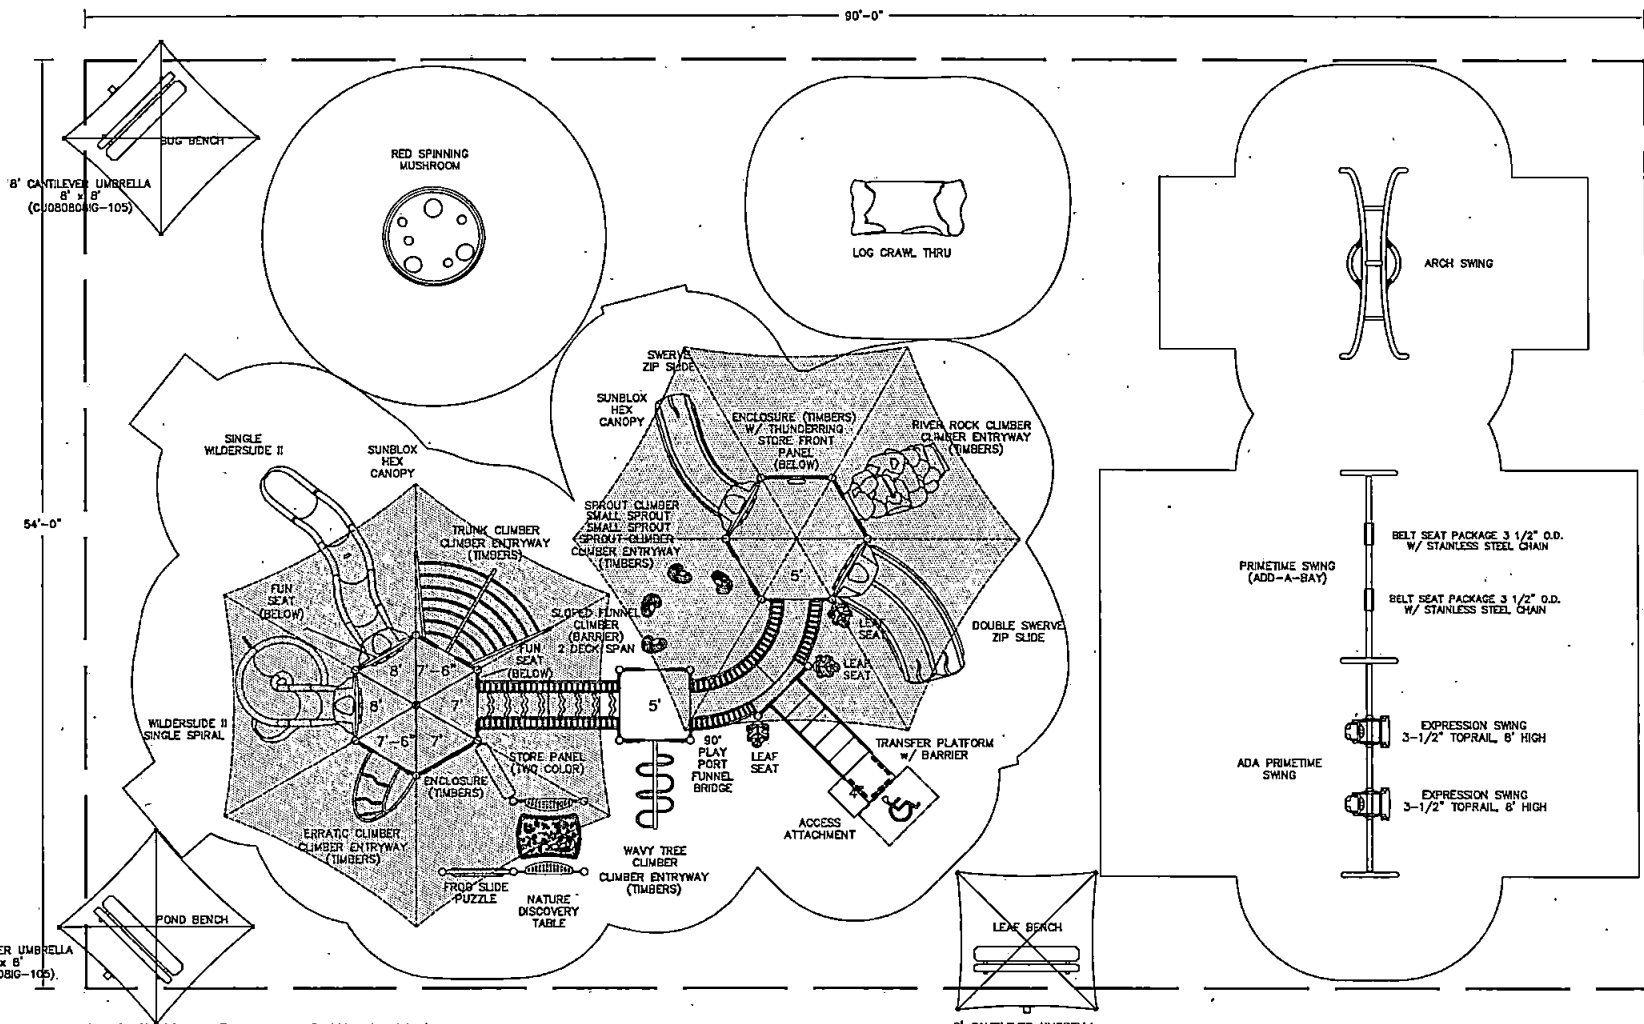 90'-0"
BUG BENCH
8' CANTILEVER UMBRELLA
8' x 8'
(CU080808IG-105)
RED SPINNING
MUSHROOM
LOG CRAWL THRU
ARCH SWING
SWERVE
ZIP SLIDE
SUNBLOX
HEX
CANOPY
ENCLOSURE (TIMBERS)
W/ THUNDERRING
STORE FRONT
PANEL
(BELOW)
RIVER ROCK CLIMBER
CLIMBER ENTRYWAY
(TIMBERS)
SINGLE
WILDERSLIDE II
SUNBLOX
HEX
CANOPY
54'-0"
SPROUT CLIMBER
SMALL SPROUT
SMALL SPROUT
SPROUT CLIMBER
CLIMBER ENTRYWAY
(TIMBERS)
TRUNK CLIMBER
CLIMBER ENTRYWAY
(TIMBERS)
BELT SEAT PACKAGE 3 1/2" O.D.
W/ STAINLESS STEEL CHAIN
PRIMETIME SWING
(ADD-A-BAY)
BELT SEAT PACKAGE 3 1/2" O.D.
W/ STAINLESS STEEL CHAIN
5'
FUN
SEAT
(BELOW)
SLOPED FUNNEL
CLIMBER
(BARRIER)
2 DECK SPAN
FUN
SEAT
(BELOW)
LEAF
SEAT
DOUBLE SWERVE
ZIP SLIDE
LEAF
SEAT
8'
7'-6"
8'
7'
7'-6"
7'
5'
WILDERSLIDE II
SINGLE SPIRAL
90°
PLAY
PORT
FUNNEL
BRIDGE
LEAF
SEAT
TRANSFER PLATFORM
w/ BARRIER
EXPRESSION SWING
3-1/2" TOPRAIL, 8' HIGH
ADA PRIMETIME
SWING
EXPRESSION SWING
3-1/2" TOPRAIL, 8' HIGH
STORE PANEL
(TWO COLOR)
ENCLOSURE
(TIMBERS)
ACCESS
ATTACHMENT
ERRATIC CLIMBER
CLIMBER ENTRYWAY
(TIMBERS)
WAVY TREE
CLIMBER
CLIMBER ENTRYWAY
(TIMBERS)
FROG SLIDE
PUZZLE
NATURE
DISCOVERY
TABLE
POND BENCH
LEAF BENCH
ER UMBRELLA
x 8'
08IG-105)